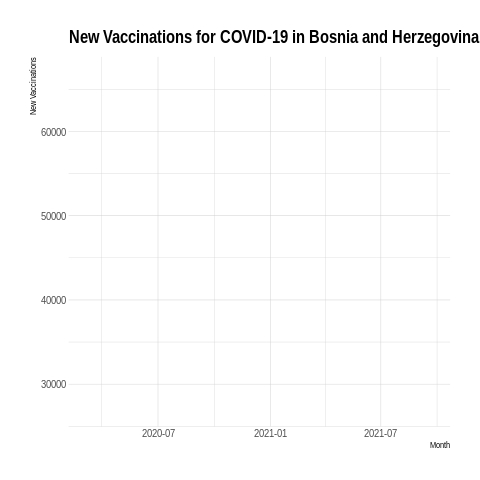 New Vaccinations for COVID-19 in Bosnia and Herzegovina
New Vaccinations
60000
50000
40000
30000
2020-07 2021-01 2021-07
Month